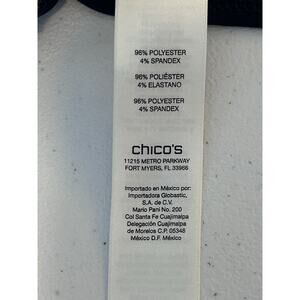 96% POLYESTER
4% SPANDEX
96% POLIÉSTER
4% ELASTANO
96% POLYESTER
4% SPANDEX
chico's
11215 METRO PARKWAY
FORT MYERS, FL 33966
Importado en México por:
Importadora Globastic,
S.A. de C.V.
Mario Pani No. 200
Col Santa Fe Cuajimalpa
Delegación Cuajimalpa
de Morelos C.P. 05348
México D.F. México